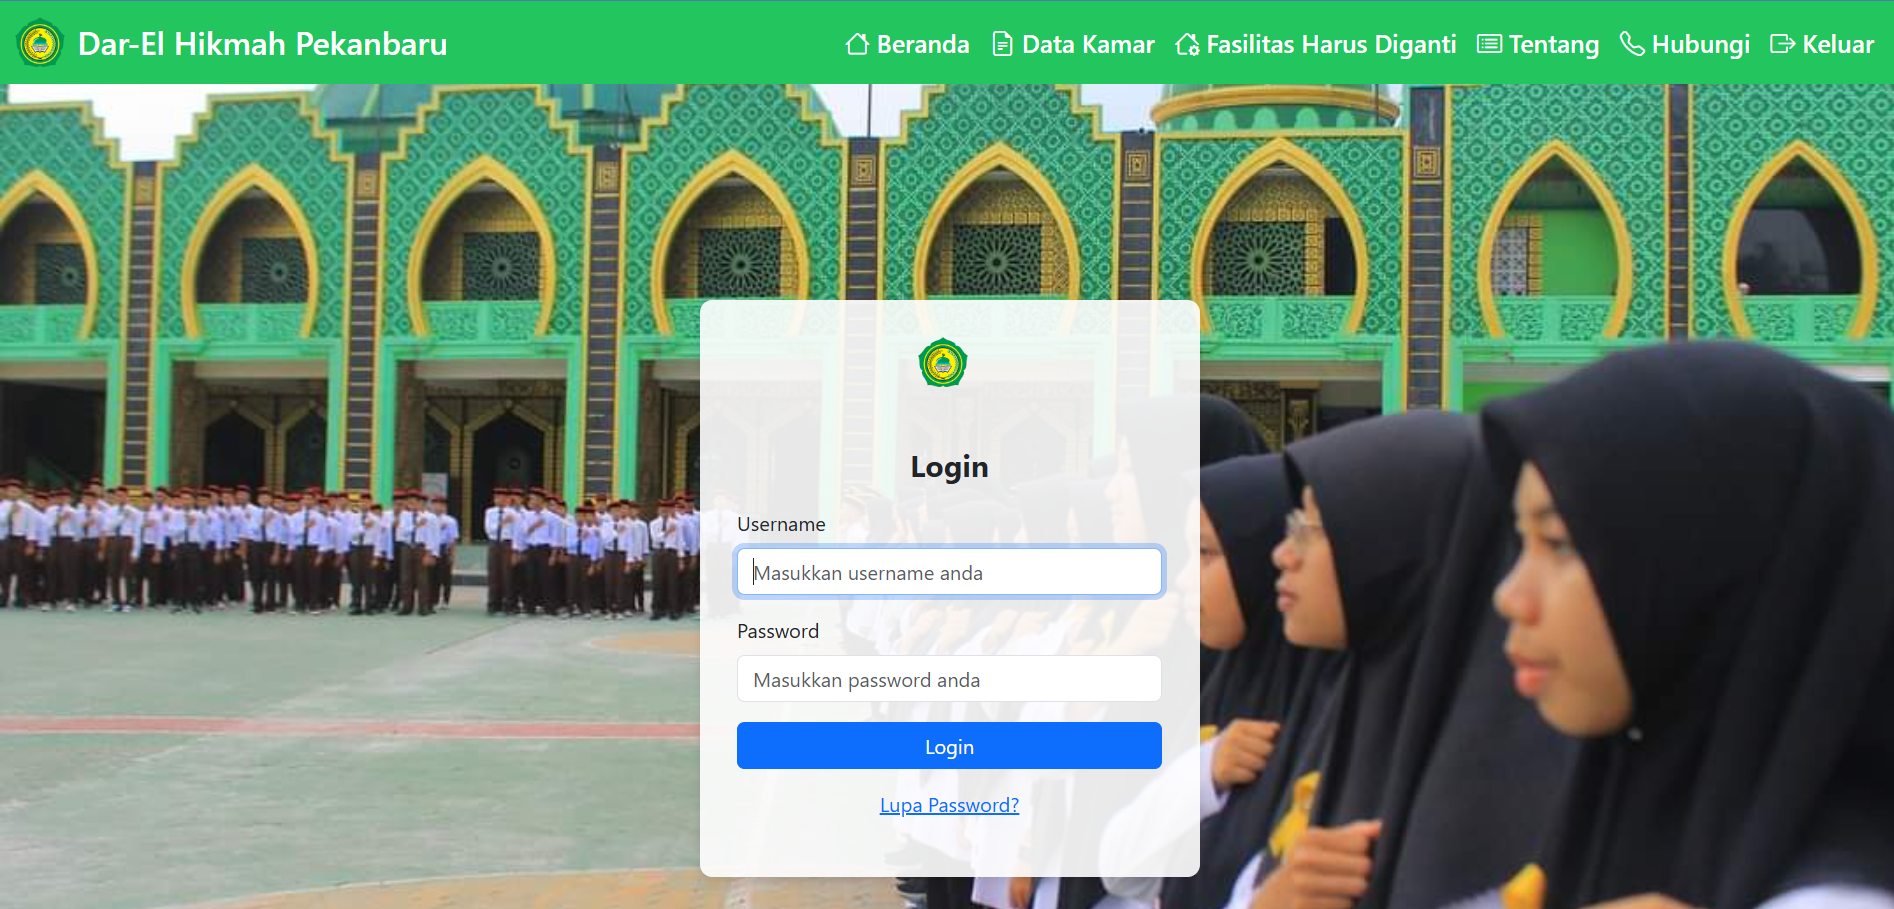 Dar-El Hikmah Pekanbaru
Beranda
Data Kamar
Fasilitas Harus Diganti
Tentang
Hubungi
Keluar
Login
Username
Masukkan username anda
Password
Masukkan password anda
Login
Lupa Password?